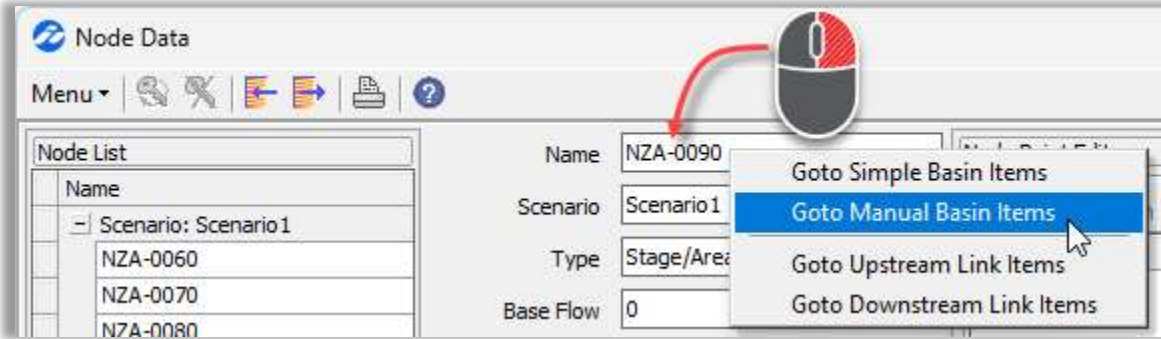 Node Data
Menu
Node List
Name
Scenario: Scenario1
NZA-0060
NZA-0070
NZA-0080
Name NZA-0090
Scenario Scenario1
Type Stage/Area
Base Flow 0
Goto Simple Basin Items
Goto Manual Basin Items
Goto Upstream Link Items
Goto Downstream Link Items